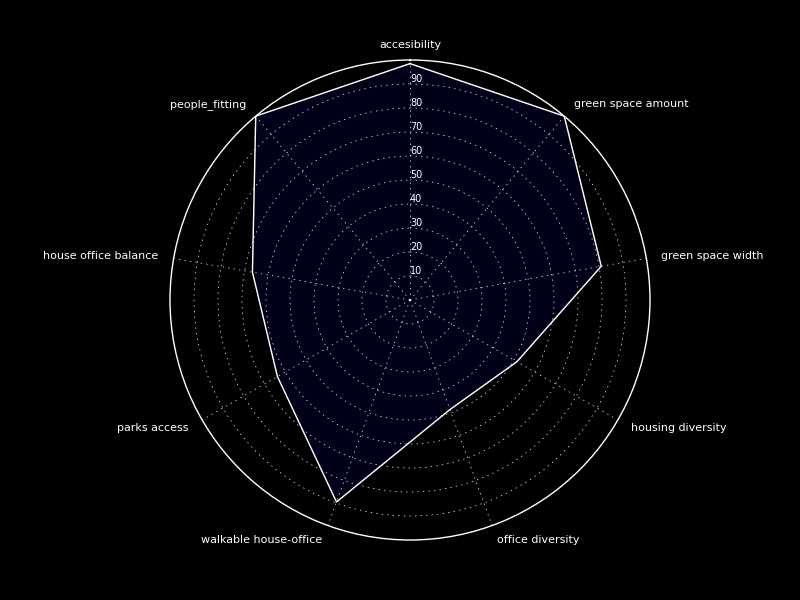 accesibility
90
people_fitting
green space amount
80
70
60
50
40
30
20
house office balance
green space width
10
parks access
housing diversity
walkable house-office
office diversity